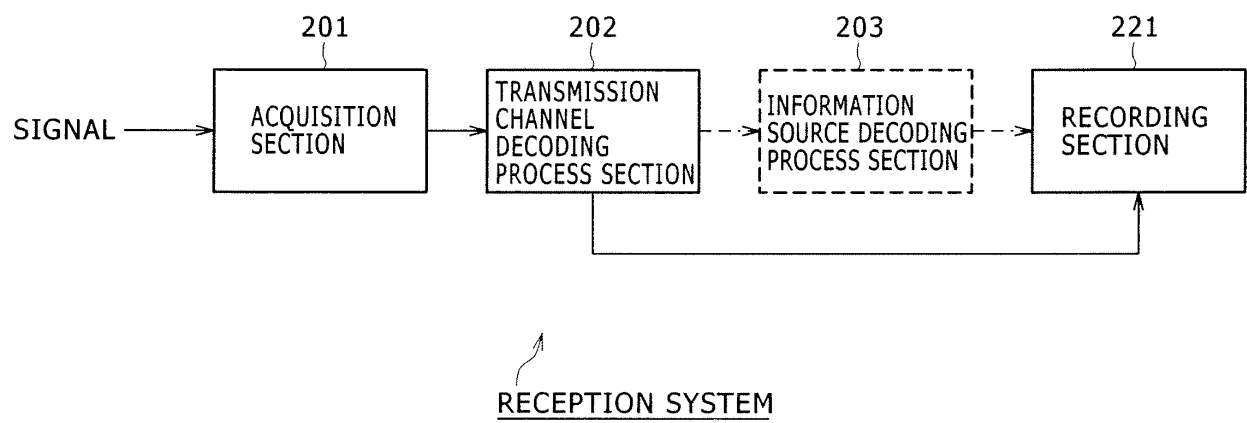 201
202
203
221
SIGNAL
ACQUISITION
SECTION
TRANSMISSION
CHANNEL
DECODING
PROCESS SECTION
INFORMATION
SOURCE DECODING
PROCESS SECTION
RECORDING
SECTION
RECEPTION SYSTEM